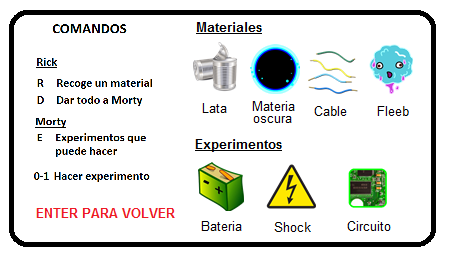 COMANDOS
Rick
R Recoge un material
D Dar todo a Morty
Morty
E Experimentos que
puede hacer
0-1 Hacer experimento
ENTER PARA VOLVER
Materiales
Lata
Materia
oscura
Cable
Fleeb
Experimentos
Bateria
Shock
Circuito